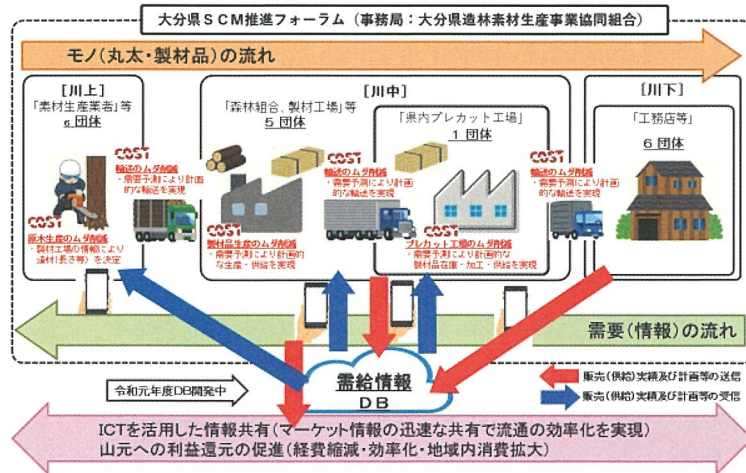 大分県SCM推進フォーラム（事務局：大分県造林素材生産事業協同組合）
モノ（丸太・製材品）の流れ
［川上］
「素材生産業者」等
6 団体
［川中］
「森林組合、製材工場」等
5 団体
「県内プレカット工場」
1 団体
［川下］
「工務店等」
6 団体
COST
輸送のムダ削減
・需要予測により計画
的な輸送を実現
COST
原木生産のムダ削減
・製材工場の情報により
造材（長さ等）を決定
COST
製材品生産のムダ削減
・需要予測により計画的
な生産・供給を実現
COST
輸送のムダ削減
・需要予測により計画
的な輸送を実現
COST
プレカット工場のムダ削減
・需要予測により計画的な
製材品在庫・加工・供給を実現
COST
輸送のムダ削減
・需要予測により計画
的な輸送を実現
需要（情報）の流れ
令和元年度DB開発中
需給情報
DB
販売（供給）実績及び計画等の送信
販売（供給）実績及び計画等の受信
ICTを活用した情報共有（マーケット情報の迅速な共有で流通の効率化を実現）
山元への利益還元の促進（経費縮減・効率化・地域内消費拡大）